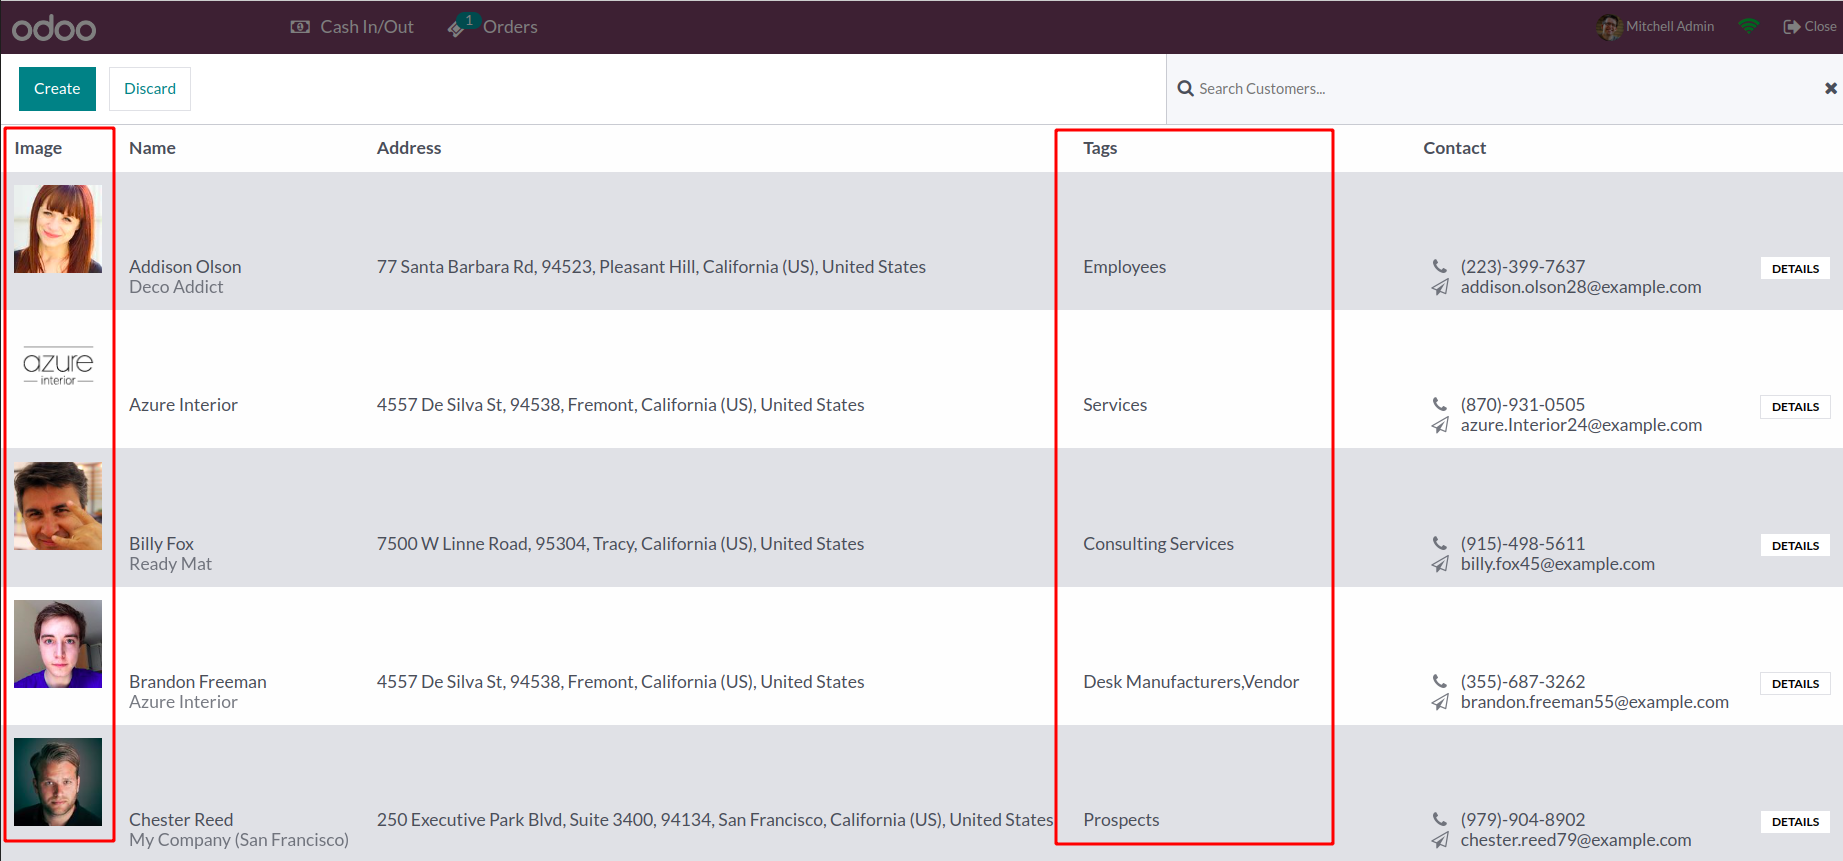 odoo Cash In/Out 1 Orders Mitchell Admin Close
Create Discard Search Customers...
Image Name Address Tags Contact
Addison Olson 77 Santa Barbara Rd, 94523, Pleasant Hill, California (US), United States Employees (223)-399-7637 DETAILS
Deco Addict addison.olson28@example.com
azure
interior
Azure Interior 4557 De Silva St, 94538, Fremont, California (US), United States Services (870)-931-0505 DETAILS
azure.Interior24@example.com
Billy Fox 7500 W Linne Road, 95304, Tracy, California (US), United States Consulting Services (915)-498-5611 DETAILS
Ready Mat billy.fox45@example.com
Brandon Freeman 4557 De Silva St, 94538, Fremont, California (US), United States Desk Manufacturers,Vendor (355)-687-3262 DETAILS
Azure Interior brandon.freeman55@example.com
Chester Reed 250 Executive Park Blvd, Suite 3400, 94134, San Francisco, California (US), United States Prospects (979)-904-8902 DETAILS
My Company (San Francisco) chester.reed79@example.com